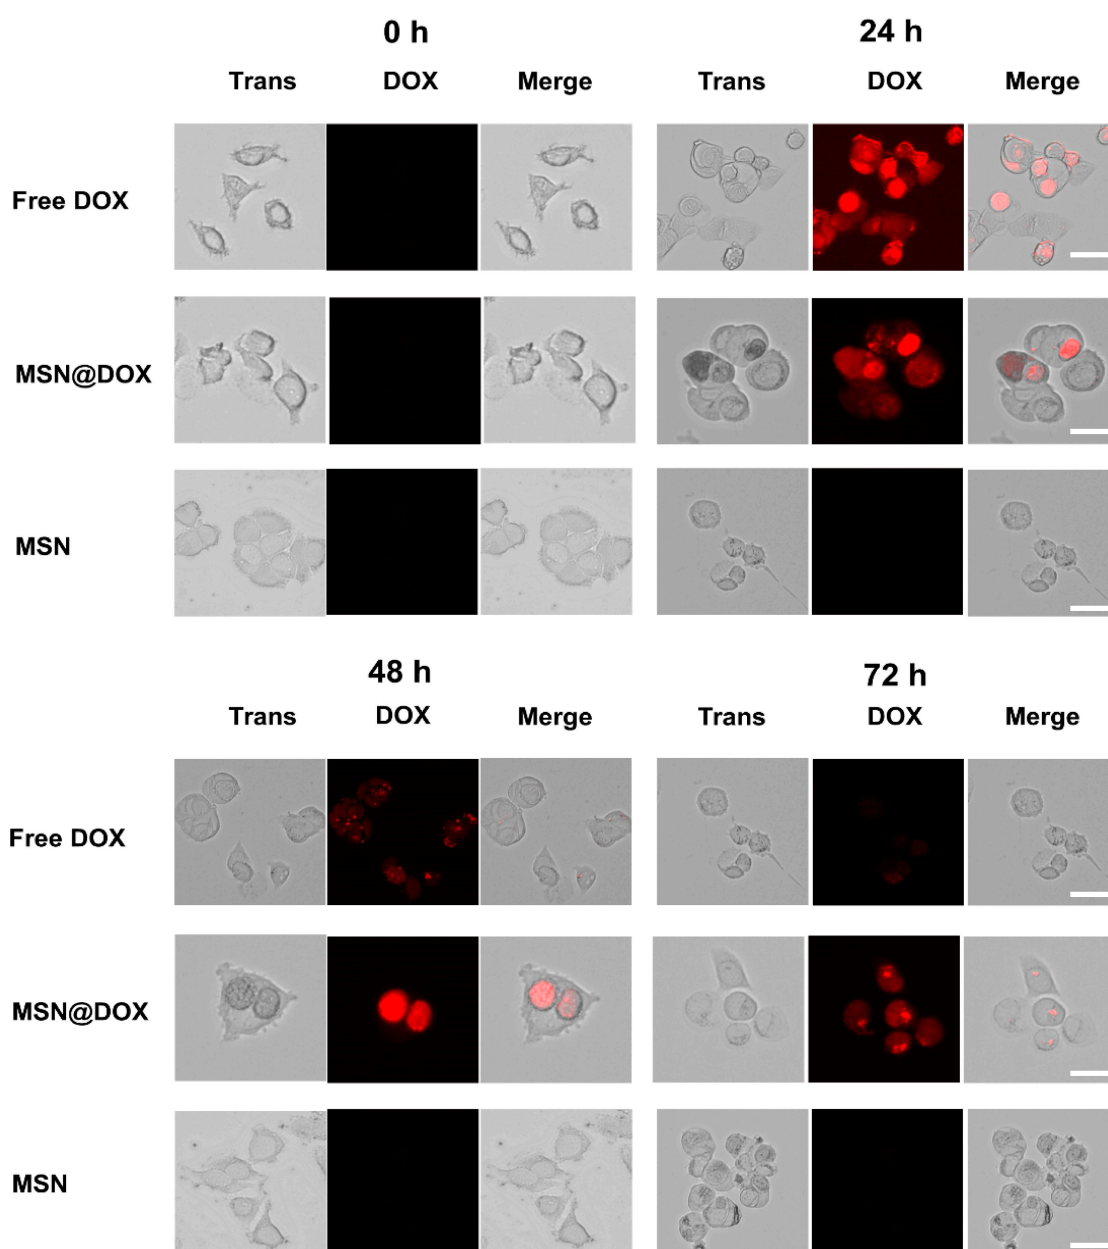 0 h 24 h
Trans DOX Merge Trans DOX Merge
Free DOX
MSN@DOX
MSN
48 h 72 h
Trans DOX Merge Trans DOX Merge
Free DOX
MSN@DOX
MSN